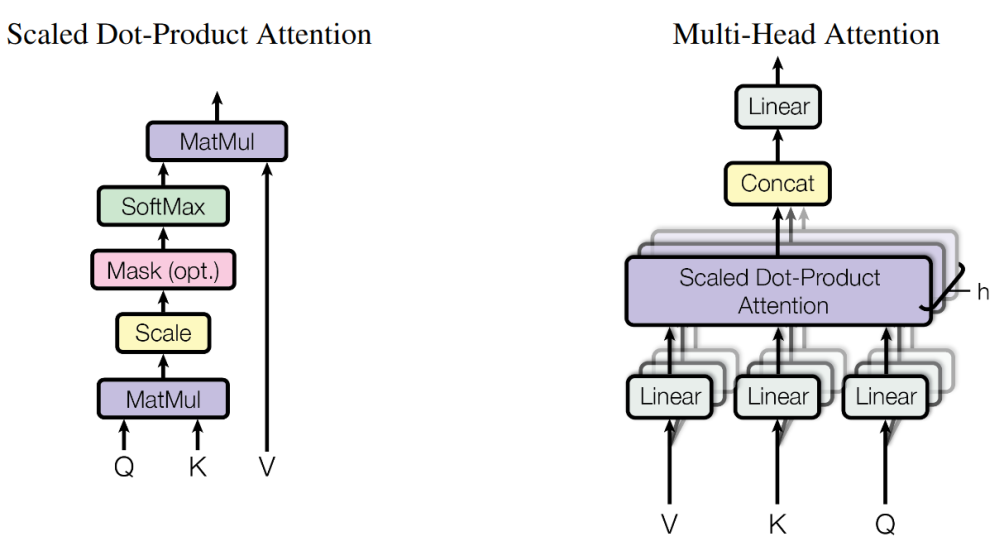 Scaled Dot-Product Attention
MatMul
SoftMax
Mask (opt.)
Scale
MatMul
Q K V
Multi-Head Attention
Linear
Concat
Scaled Dot-Product
Attention
h
Linear Linear Linear
V K Q